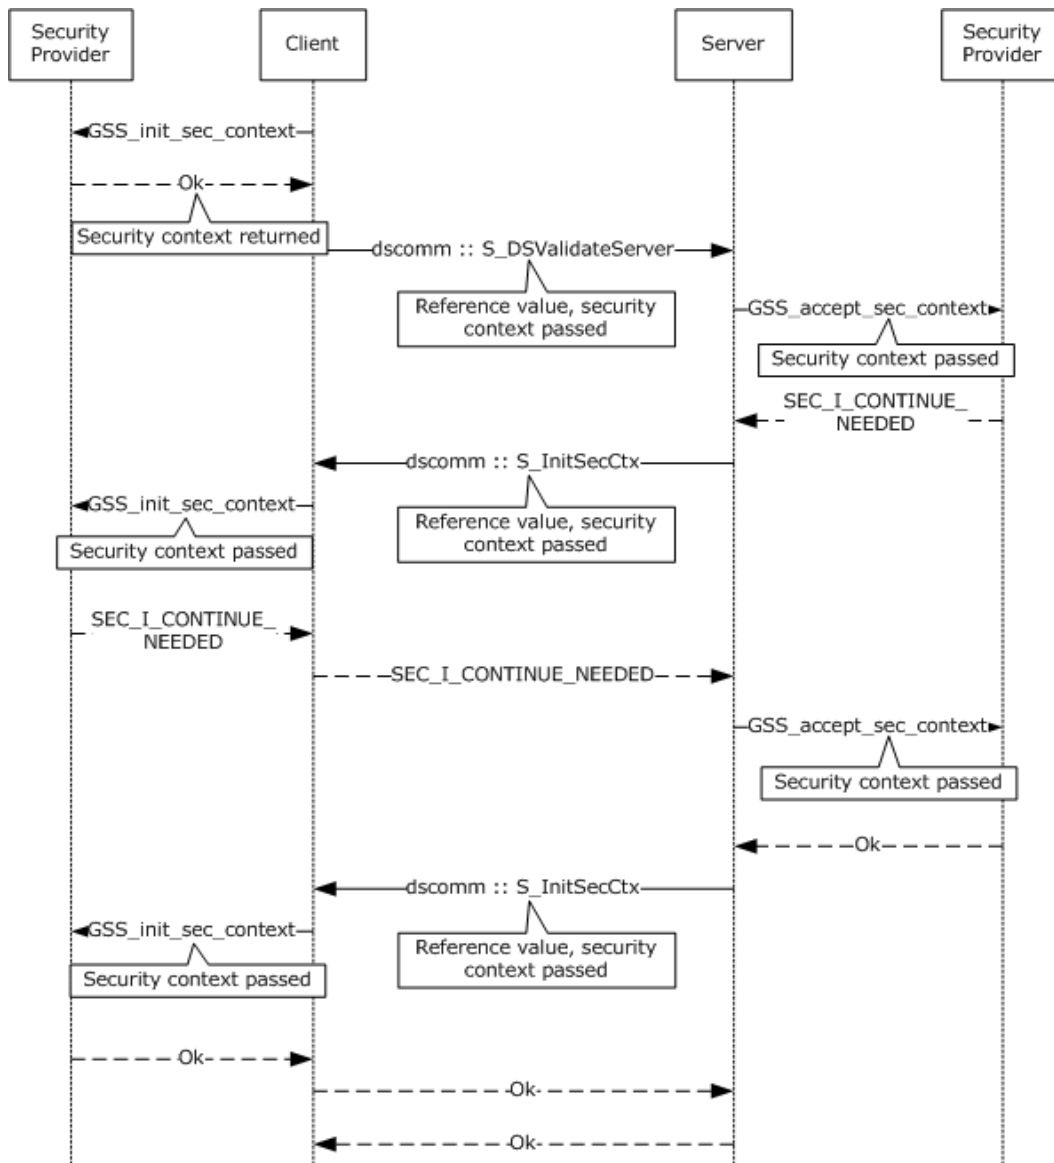 Security
Provider
Client
Server
Security
Provider
GSS_init_sec_context
Ok
Security context returned
dscomm :: S_DSValidateServer
Reference value, security
context passed
GSS_accept_sec_context
Security context passed
SEC_I_CONTINUE_
NEEDED
dscomm :: S_InitSecCtx
GSS_init_sec_context
Reference value, security
context passed
Security context passed
SEC_I_CONTINUE_
NEEDED
SEC_I_CONTINUE_NEEDED
GSS_accept_sec_context
Security context passed
Ok
dscomm :: S_InitSecCtx
GSS_init_sec_context
Reference value, security
context passed
Security context passed
Ok
Ok
Ok